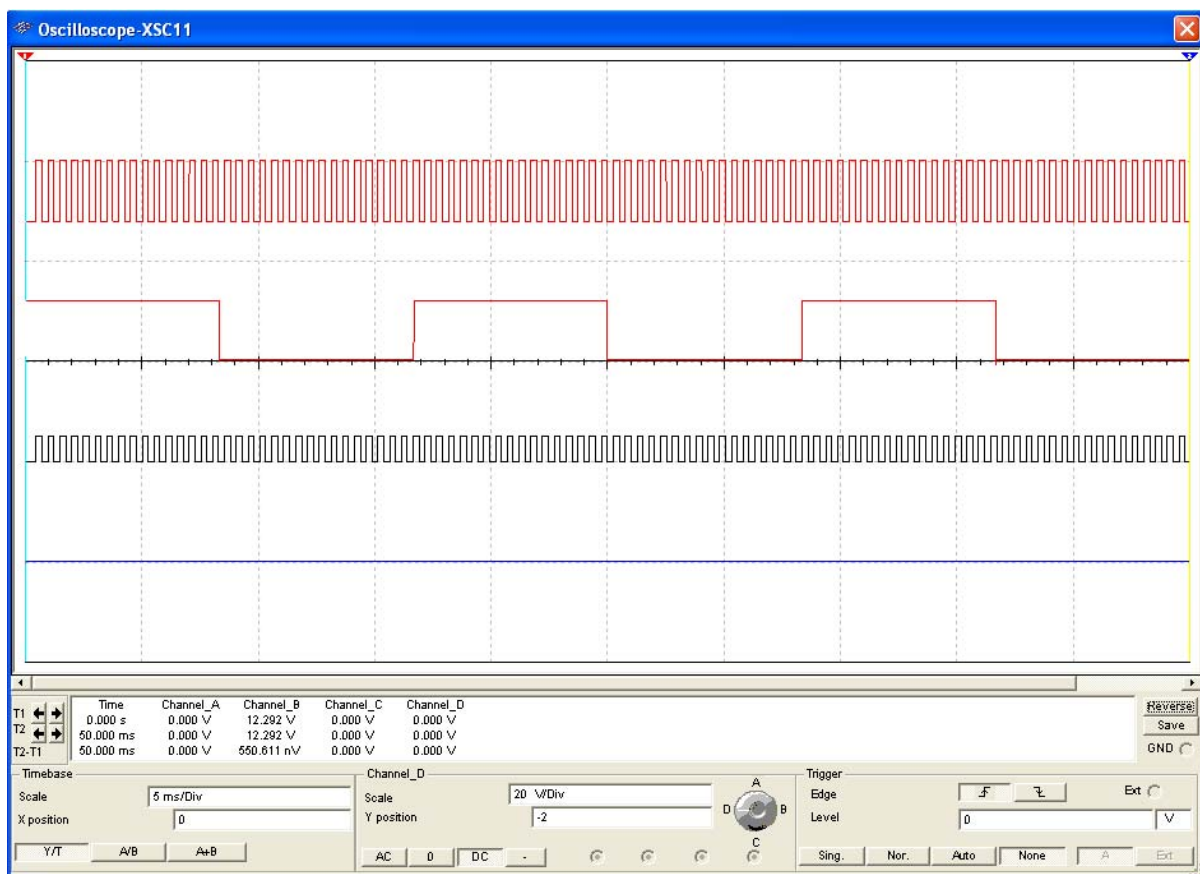 Oscilloscope-XSC11
1
2
T1
T2
T2-T1
Time Channel_A Channel_B Channel_C Channel_D
0.000 s 0.000 V 12.292 V 0.000 V 0.000 V
50.000 ms 0.000 V 12.292 V 0.000 V 0.000 V
50.000 ms 0.000 V 550.611 nV 0.000 V 0.000 V
Reverse
Save
GND
Timebase
Scale 5 ms/Div
X position 0
Y/T A/B A+B
Channel_D
Scale 20 V/Div
Y position -2
AC 0 DC -
A
B
C
D
Trigger
Edge Ext
Level 0 V
Sing. Nor. Auto None A Ext